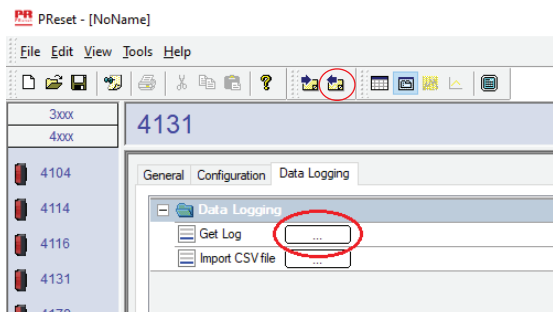 PR PReset - [NoName]
File Edit View Tools Help
3xxx
4xxx
4131
4104
4114
4116
4131
General Configuration Data Logging
Data Logging
Get Log ...
Import CSV file ...